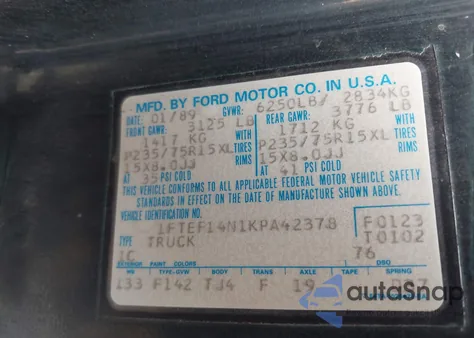 MFD. BY FORD MOTOR CO. IN U.S.A.
DATE: 01/89 GVWR: 6250LB/ 2834KG
FRONT GAWR: 3125 LB REAR GAWR: 3776 LB
1417 KG WITH 1712 KG WITH
P235/75R15XL TIRES P235/75R15XL TIRES
15X8.0JJ RIMS 15X8.0JJ RIMS
AT 35 PSI COLD AT 41 PSI COLD
THIS VEHICLE CONFORMS TO ALL APPLICABLE FEDERAL MOTOR VEHICLE SAFETY
STANDARDS IN EFFECT ON THE DATE OF MANUFACTURE SHOWN ABOVE.
VEHICLE IDENTIFICATION NO.
1FTEF14N1KPA42378 F0123
TYPE TRUCK T0102
1C 76
EXTERIOR PAINT COLORS DSO
WB TYPE-GVW BODY TRANS AXLE TAPE SPRING
133 F142 F 19
autoSnap